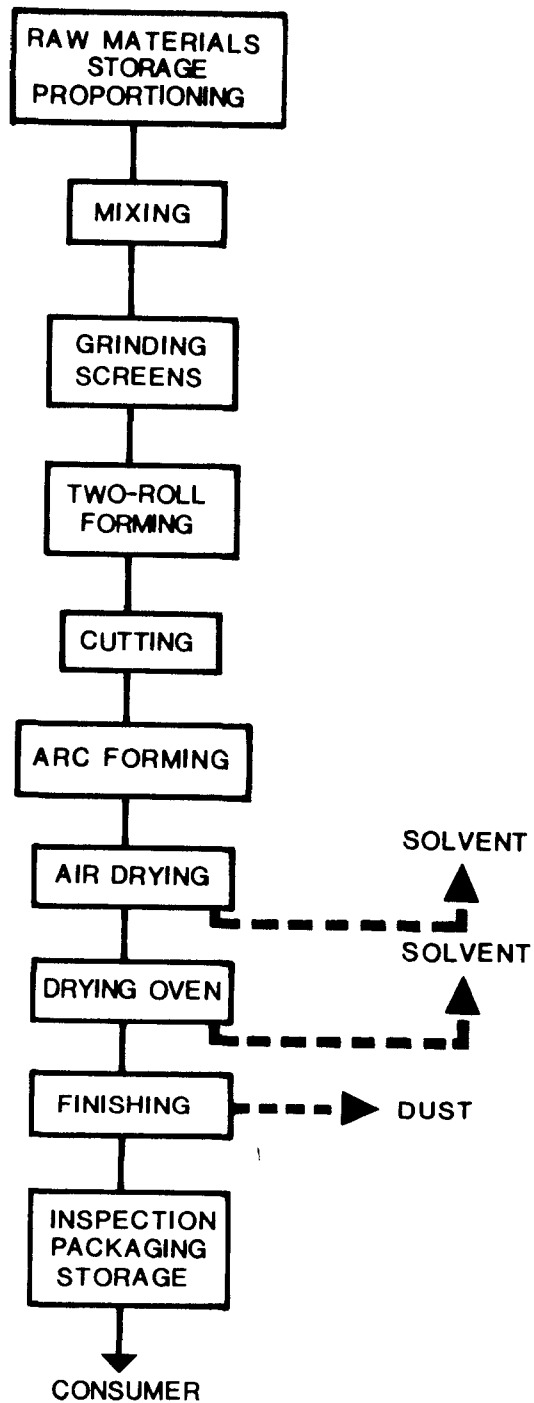 RAW MATERIALS
STORAGE
PROPORTIONING
MIXING
GRINDING
SCREENS
TWO-ROLL
FORMING
CUTTING
ARC FORMING
AIR DRYING
SOLVENT
DRYING OVEN
SOLVENT
FINISHING
DUST
INSPECTION
PACKAGING
STORAGE
CONSUMER